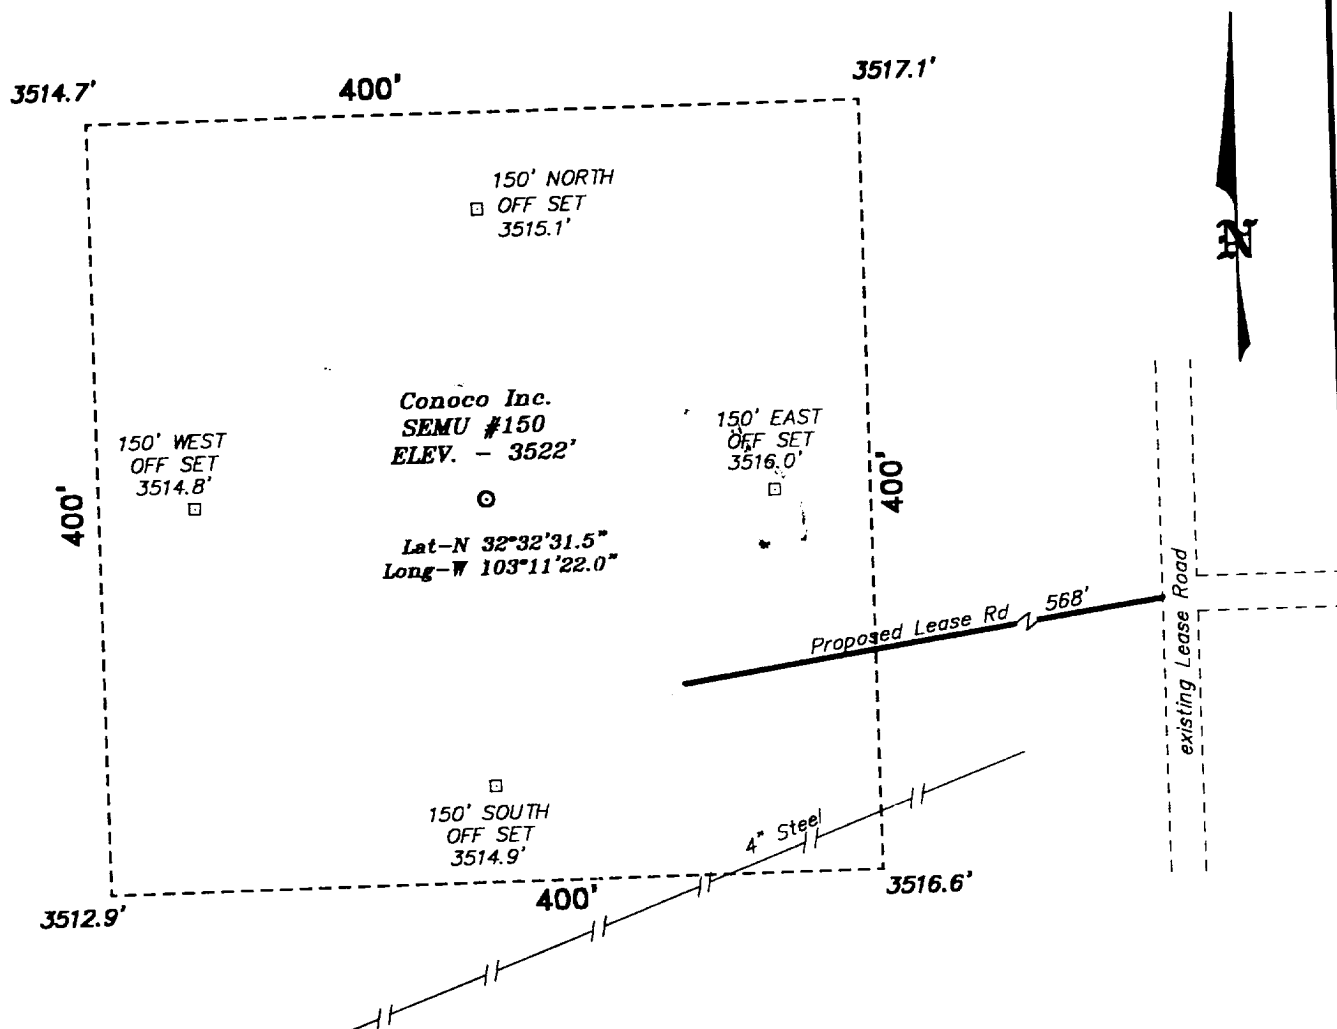 3514.7'
400'
3517.1'
150' NORTH
OFF SET
3515.1'
N
Conoco Inc.
SEMU #150
ELEV. - 3522'
150' WEST
OFF SET
3514.8'
150' EAST
OFF SET
3516.0'
400'
400'
Lat-N 32°32'31.5"
Long-W 103°11'22.0"
Proposed Lease Rd 568'
existing Lease Road
150' SOUTH
OFF SET
3514.9'
4" Steel
3512.9'
400'
3516.6'